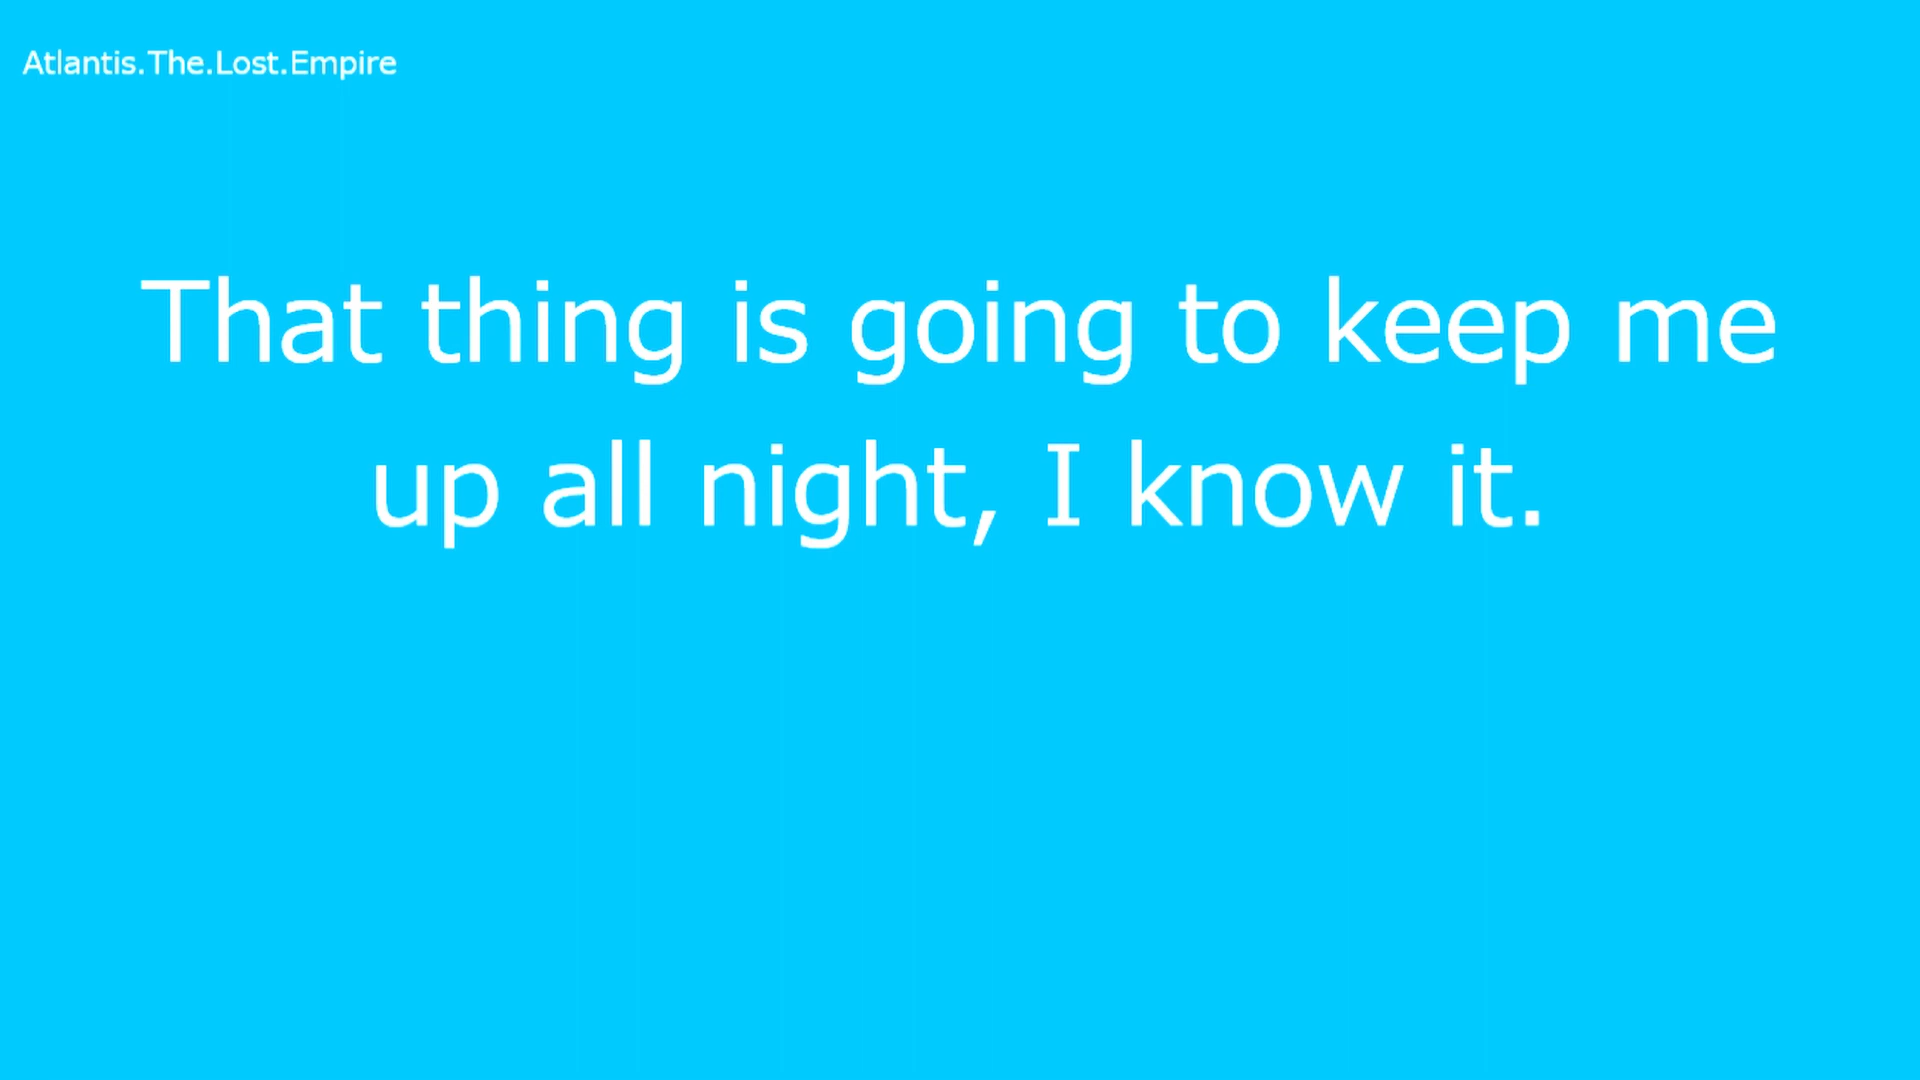 Atlantis.The.Lost.Empire
That thing is going to keep me
up all night, I know it.